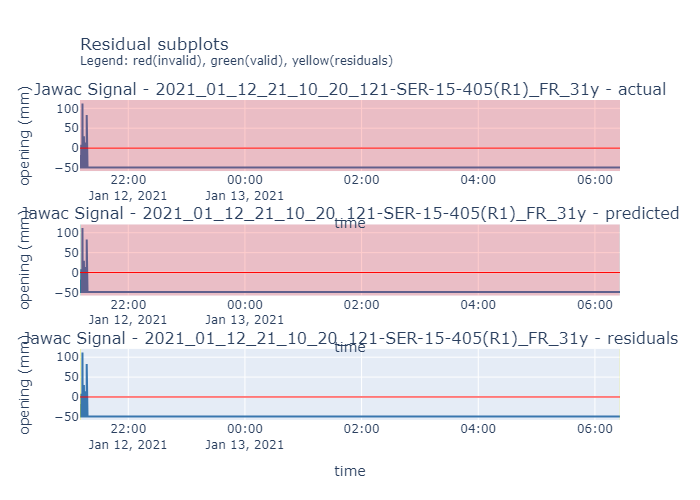 Residual subplots
Legend: red(invalid), green(valid), yellow(residuals)
Jawac Signal - 2021_01_12_21_10_20_121-SER-15-405(R1)_FR_31y - actual
opening (mm)
100
50
0
−50
22:00
00:00
02:00
04:00
06:00
Jan 12, 2021
Jan 13, 2021
time
Jawac Signal - 2021_01_12_21_10_20_121-SER-15-405(R1)_FR_31y - predicted
opening (mm)
100
50
0
−50
22:00
00:00
02:00
04:00
06:00
Jan 12, 2021
Jan 13, 2021
time
Jawac Signal - 2021_01_12_21_10_20_121-SER-15-405(R1)_FR_31y - residuals
opening (mm)
100
50
0
−50
22:00
00:00
02:00
04:00
06:00
Jan 12, 2021
Jan 13, 2021
time